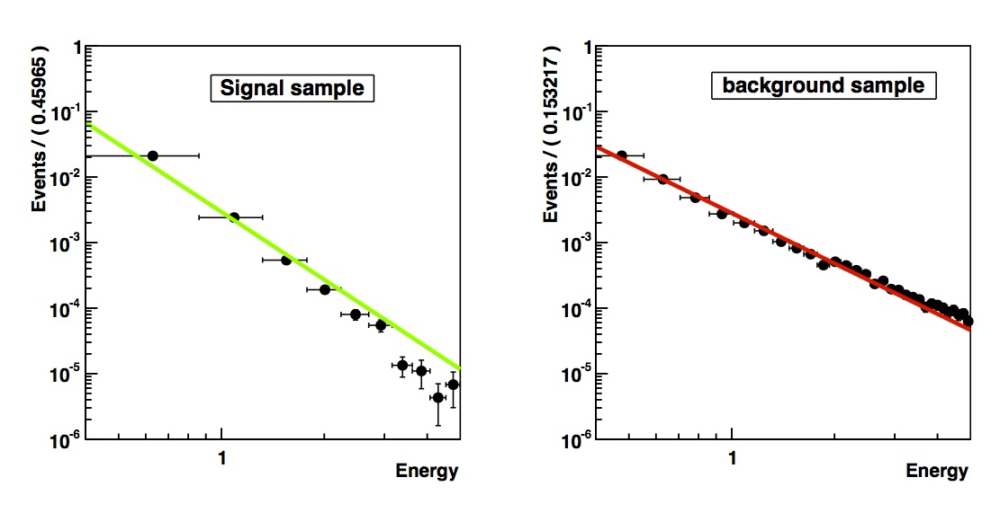 Events / ( 0.45965 )
1
10-1
10-2
10-3
10-4
10-5
10-6
Signal sample
1
Energy
Events / ( 0.153217 )
1
10-1
10-2
10-3
10-4
10-5
10-6
background sample
1
Energy